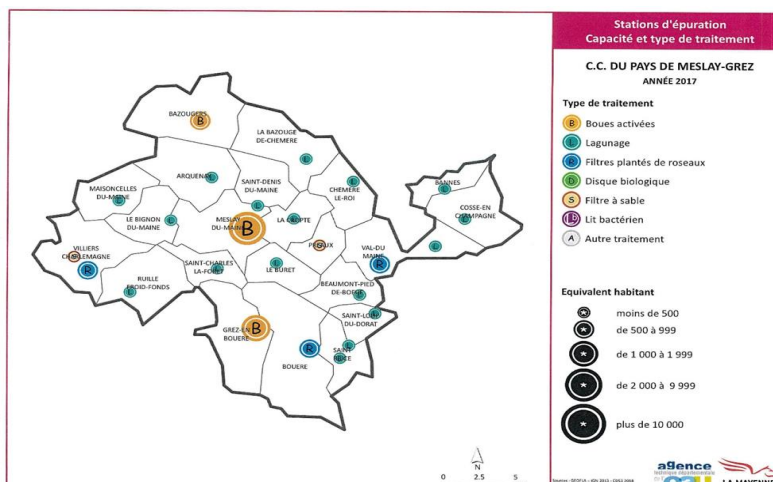 Stations d'épuration
Capacité et type de traitement
C.C. DU PAYS DE MESLAY-GREZ
ANNÉE 2017
Type de traitement
B Boues activées
L Lagunage
R Filtres plantés de roseaux
D Disque biologique
S Filtre à sable
Lit bactérien
A Autre traitement
Equivalent habitant
moins de 500
de 500 à 999
de 1 000 à 1 999
de 2 000 à 9 999
plus de 10 000
BAZOUGERS
B
LA BAZOUGE
DE-CHEMERE
ARQUENAY
SAINT-DENIS
DU-MAINE
CHEMERE
LE-ROI
BANNES
MAISONCELLES
DU-MAINE
COSSE-EN
CHAMPAGNE
LE BIGNON
DU-MAINE
MESLAY
DU-MAINE
B
LA CROPTE
PREAUX
VAL-DU
MAINE
R
VILLIERS
CHARLEMAGNE
R
SAINT-CHARLES
LA-FORET
LE BURET
RUILLE
FROID-FONDS
BEAUMONT-PIED
DE-BOEUF
SAINT-LOUP
DU-DORAT
GREZ-EN
BOUERE
B
BOUERE
R
SAINT
BRICE
N
0 2.5 5
agence
technique départementale
eau
LA MAYENNE